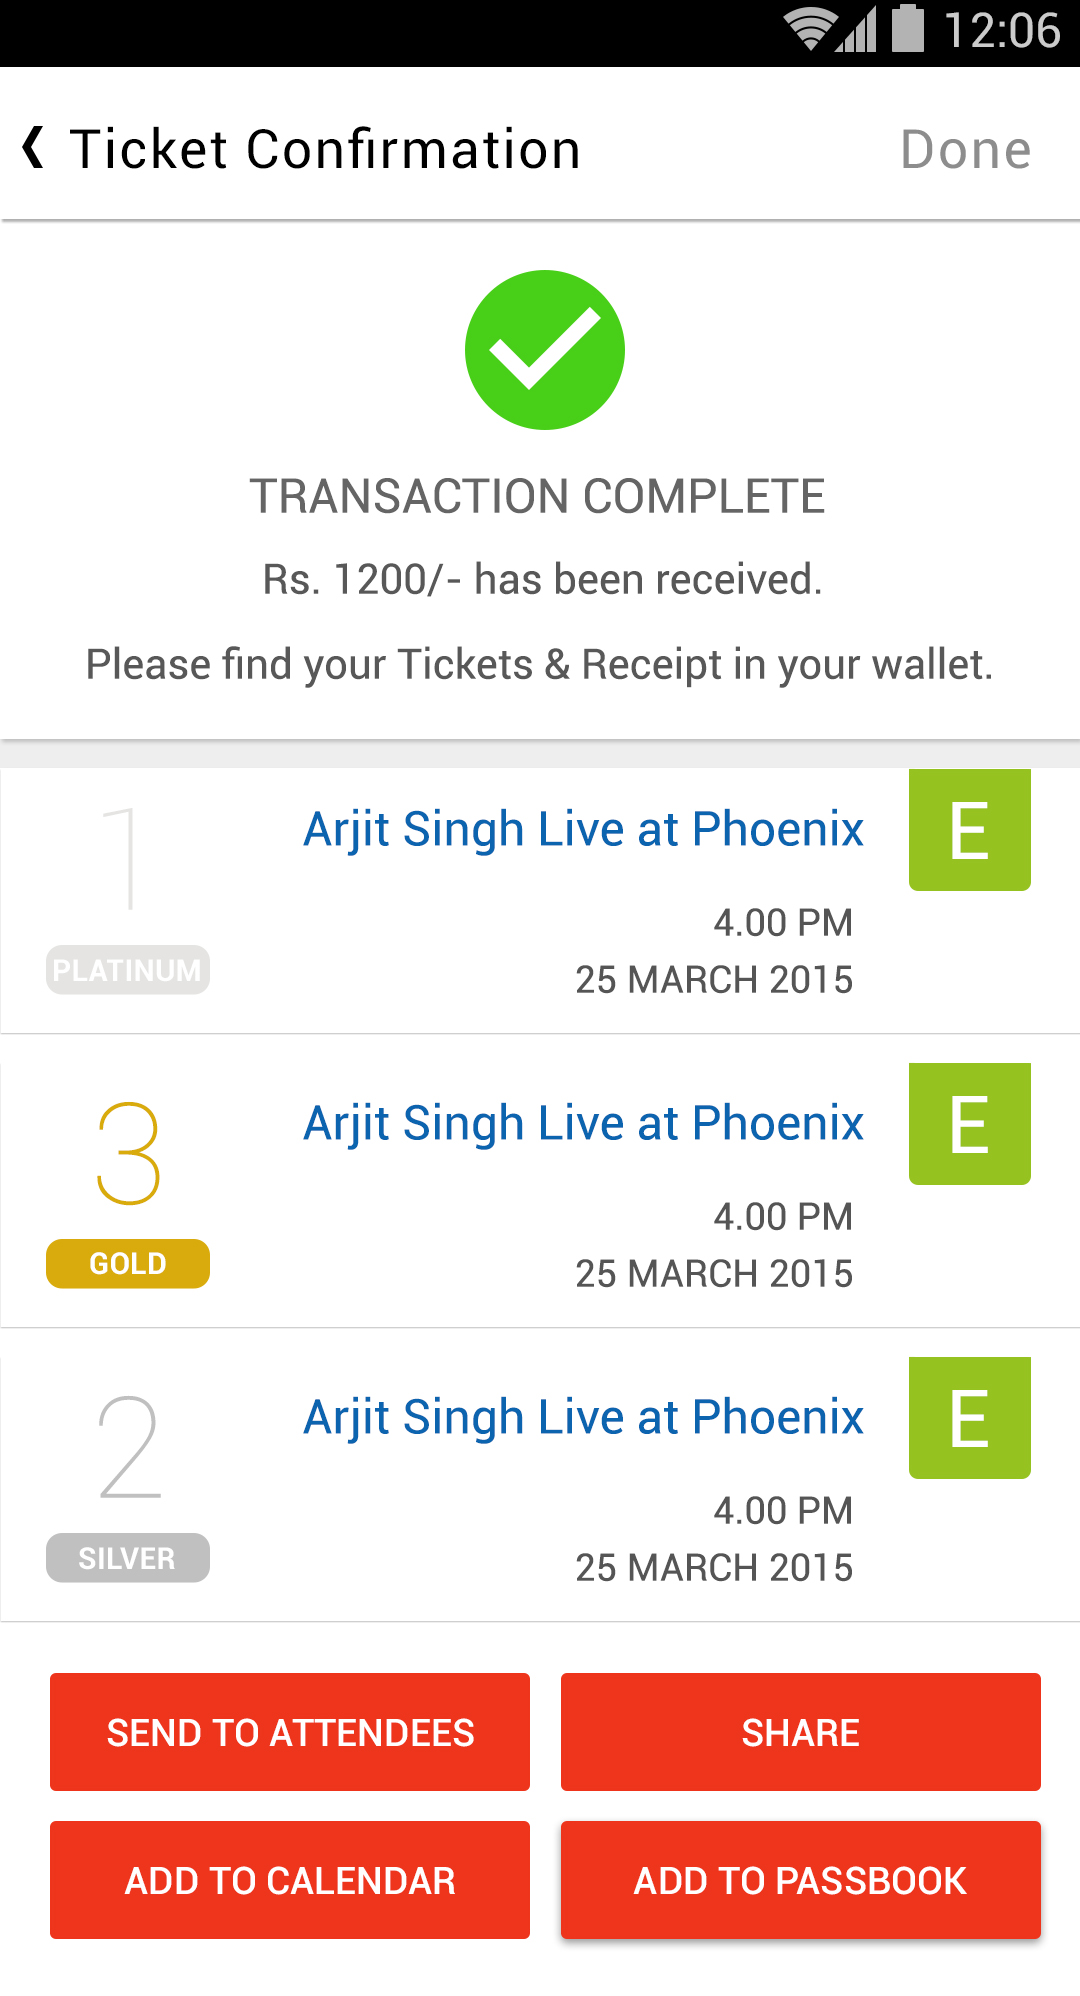 12:06
Ticket Confirmation Done
TRANSACTION COMPLETE
Rs. 1200/- has been received.
Please find your Tickets & Receipt in your wallet.
1
PLATINUM
Arjit Singh Live at Phoenix
E
4.00 PM
25 MARCH 2015
3
GOLD
Arjit Singh Live at Phoenix
E
4.00 PM
25 MARCH 2015
2
SILVER
Arjit Singh Live at Phoenix
E
4.00 PM
25 MARCH 2015
SEND TO ATTENDEES
SHARE
ADD TO CALENDAR
ADD TO PASSBOOK